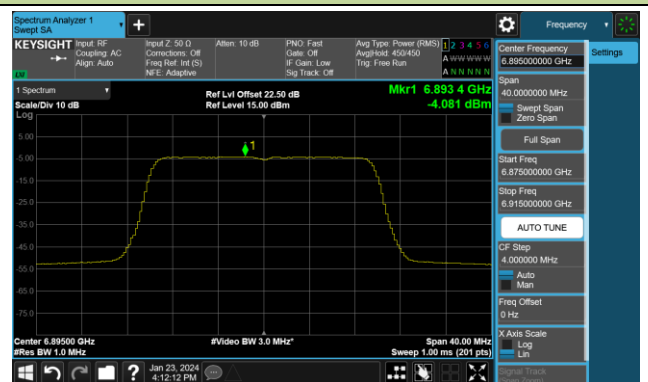 Spectrum Analyzer 1
Swept SA
Frequency
KEYSIGHT
Input: RF
Coupling: AC
Align: Auto
Input Z: 50 Ω
Corrections: Off
Freq Ref: Int (S)
NFE: Adaptive
Atten: 10 dB
PNO: Fast
Gate: Off
IF Gain: Low
Sig Track: Off
Avg Type: Power (RMS)
Avg|Hold: 450/450
Trig: Free Run
1 2 3 4 5 6
A W W W W W
A N N N N N
LW
1 Spectrum
Scale/Div 10 dB
Log
Ref Lvl Offset 22.50 dB
Ref Level 15.00 dBm
Mkr1 6.893 4 GHz
-4.081 dBm
1
5.00
-5.00
-15.0
-25.0
-35.0
-45.0
-55.0
-65.0
-75.0
Center 6.89500 GHz
#Res BW 1.0 MHz
#Video BW 3.0 MHz*
Span 40.00 MHz
Sweep 1.00 ms (201 pts)
Center Frequency
6.895000000 GHz
Settings
Span
40.0000000 MHz
Swept Span
Zero Span
Full Span
Start Freq
6.875000000 GHz
Stop Freq
6.915000000 GHz
AUTO TUNE
CF Step
4.000000 MHz
Auto
Man
Freq Offset
0 Hz
X Axis Scale
Log
Lin
Signal Track
Jan 23, 2024
4:12:12 PM